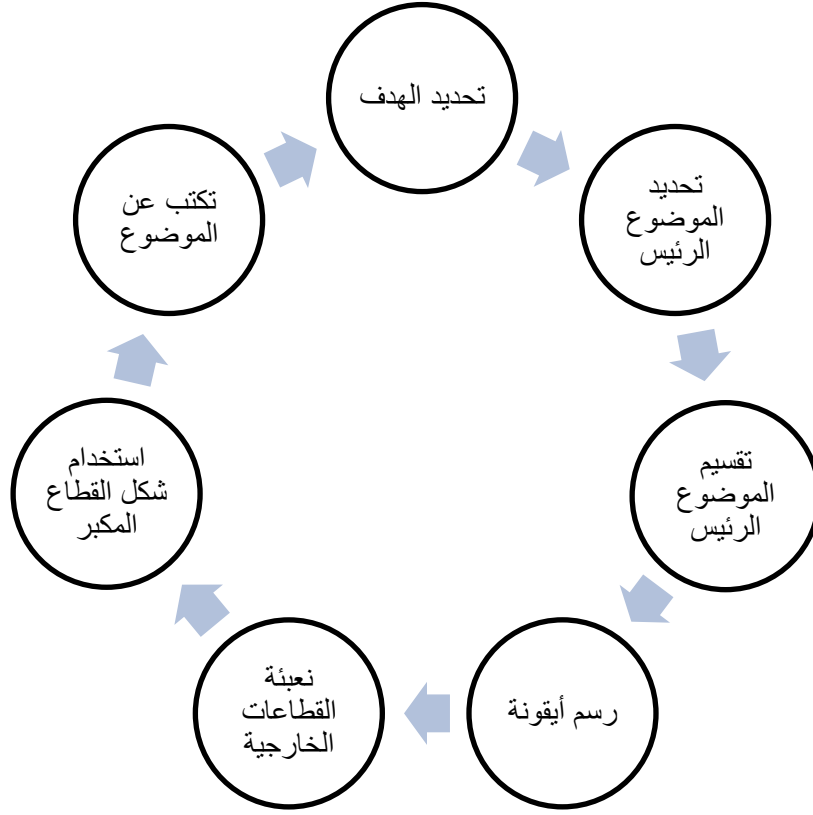 تحديد الهدف
تحديد
الموضوع
الرئيس
تقسيم
الموضوع
الرئيس
رسم أيقونة
نعبئة
القطاعات
الخارجية
استخدام
شكل القطاع
المكبر
تكتب عن
الموضوع